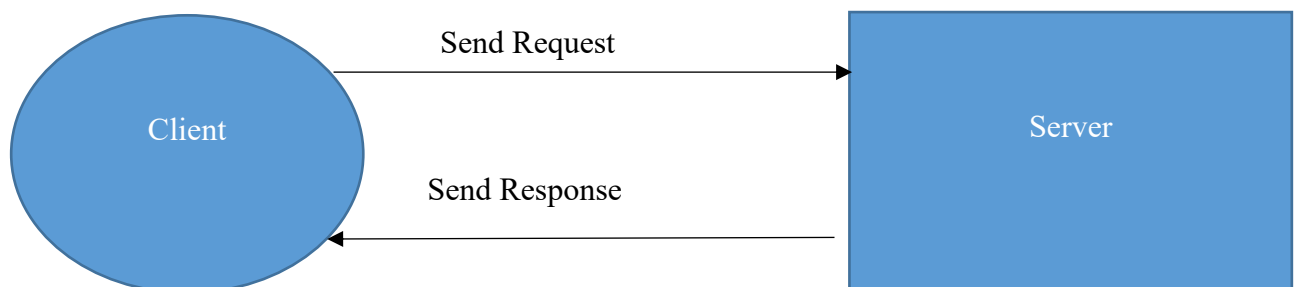 Send Request
Client
Server
Send Response